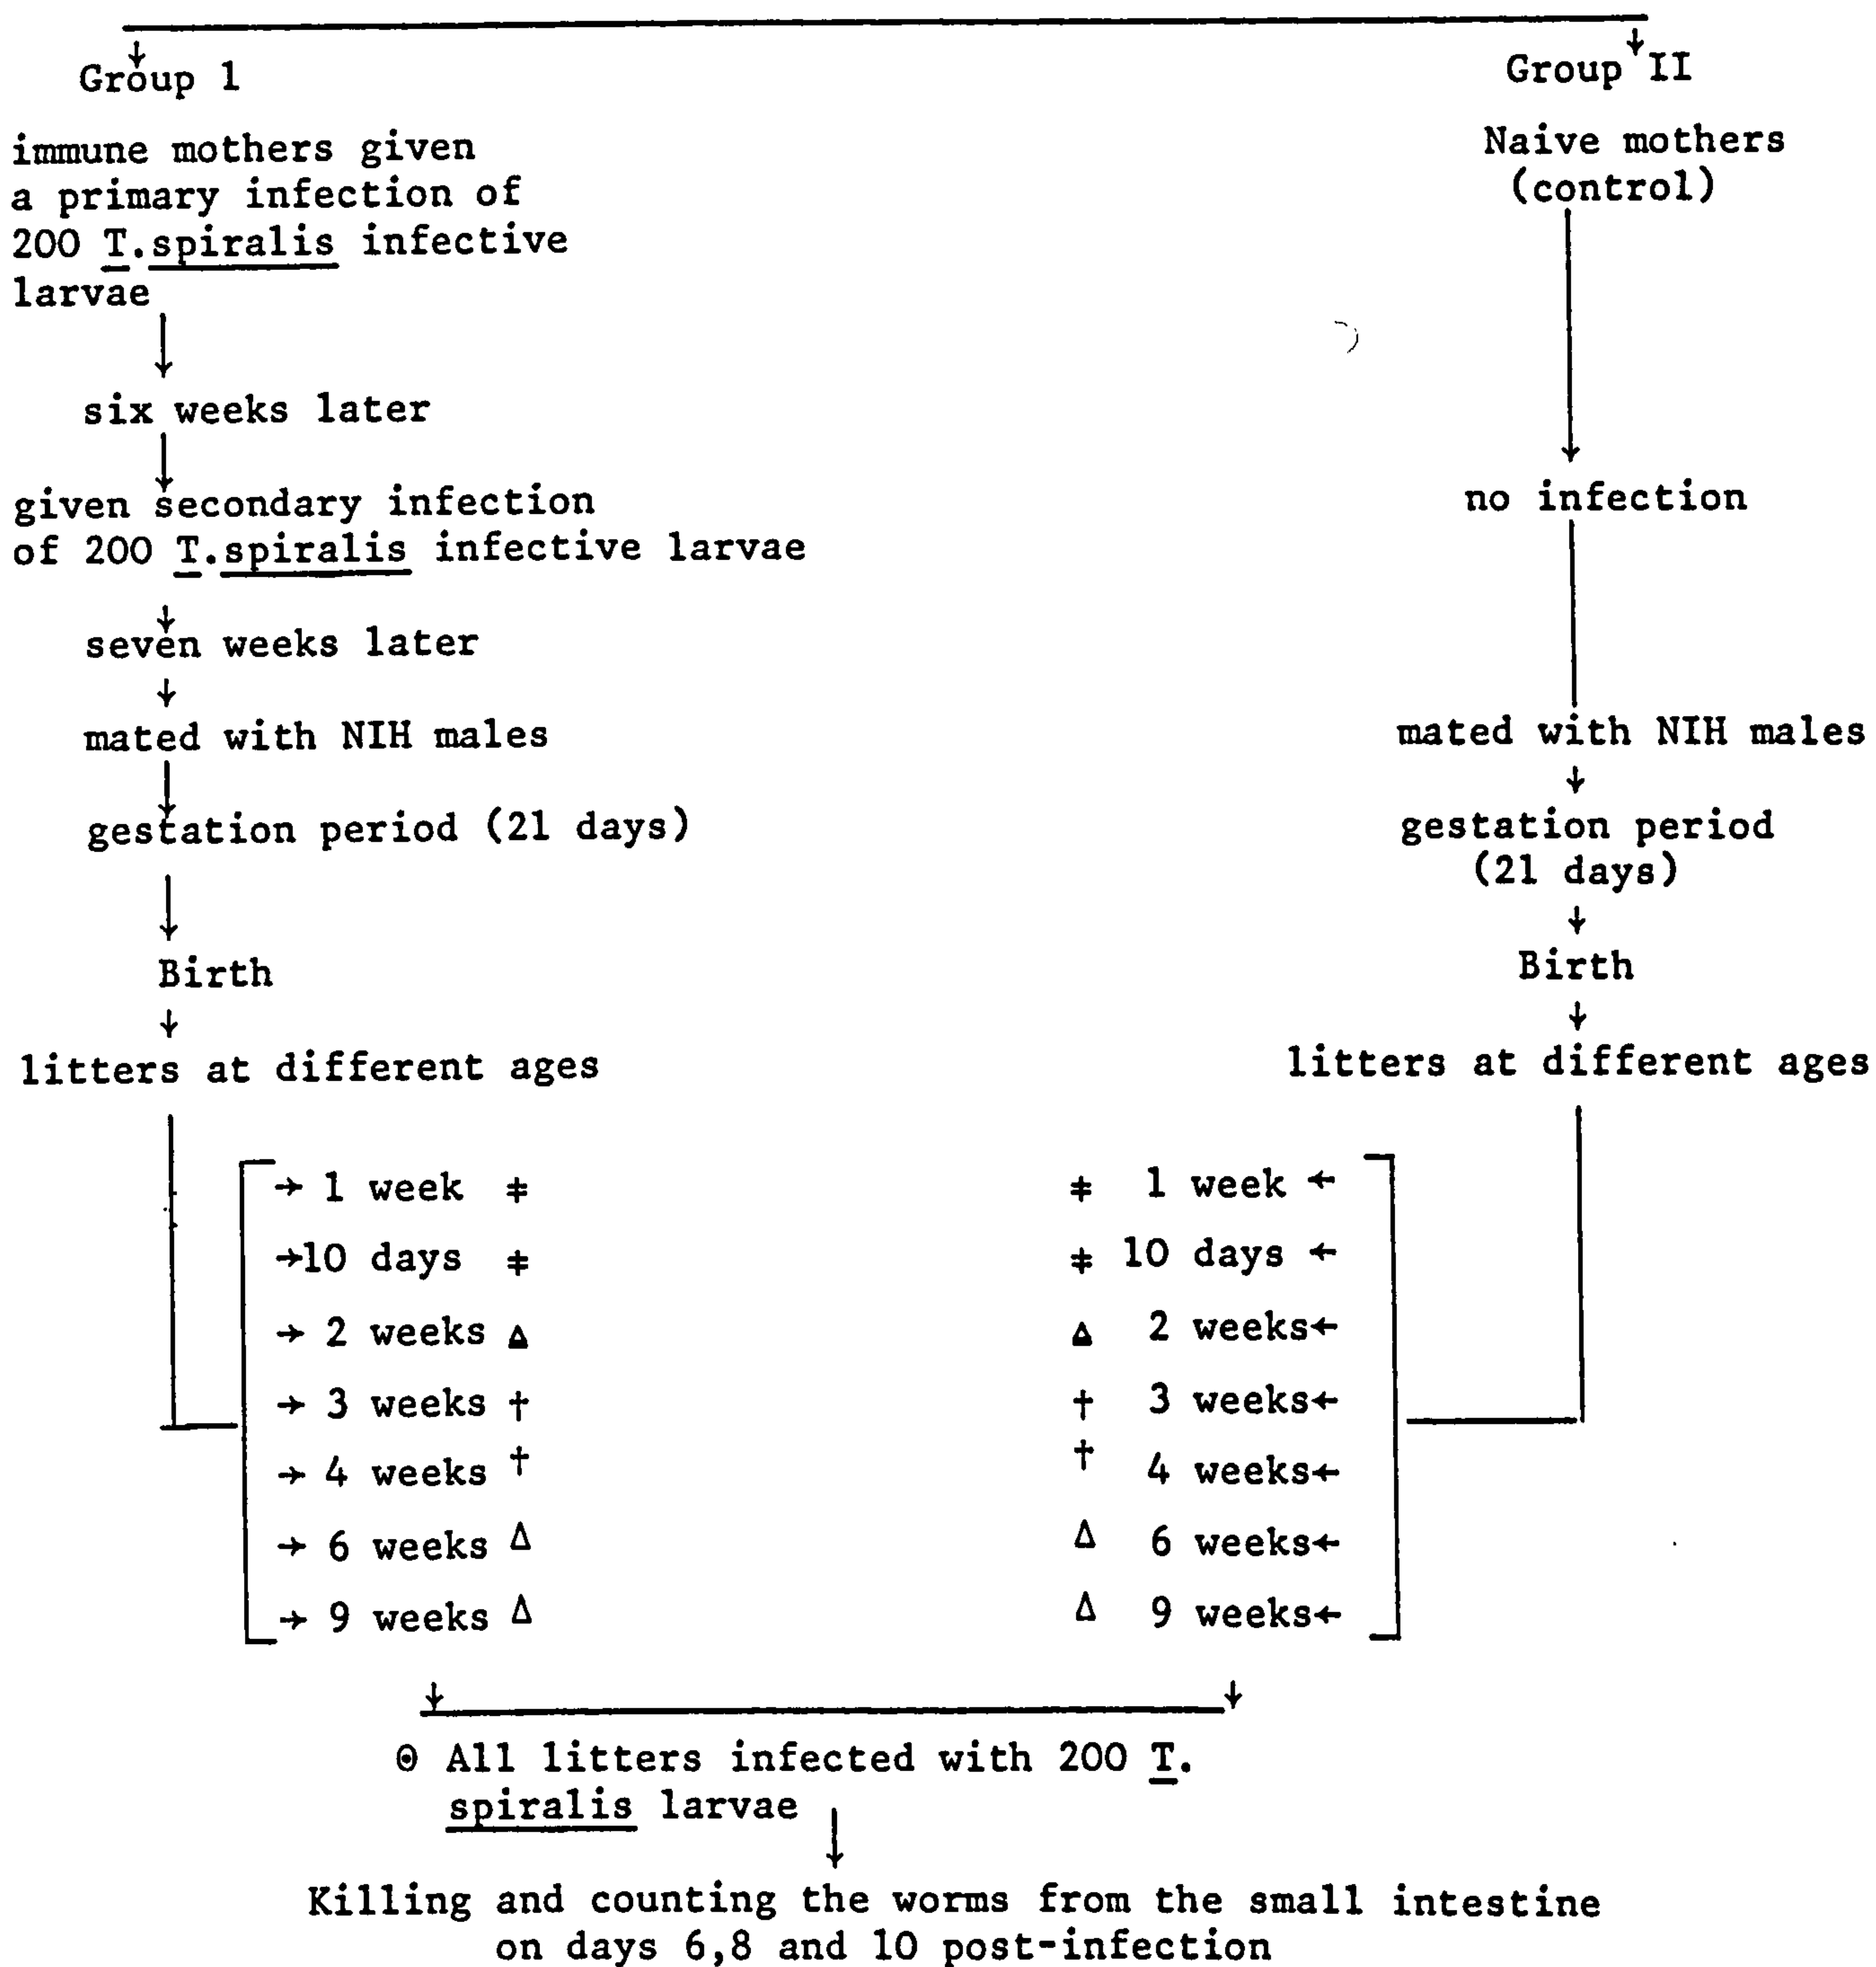 Group 1
immune mothers given
a primary infection of
200 T.spiralis infective
larvae
six weeks later
given secondary infection
of 200 T.spiralis infective larvae
seven weeks later
mated with NIH males
gestation period (21 days)
Birth
litters at different ages
→ 1 week ‡
→10 days ‡
→ 2 weeks Δ
→ 3 weeks †
→ 4 weeks †
→ 6 weeks Δ
→ 9 weeks Δ
Group II
Naive mothers
(control)
no infection
mated with NIH males
gestation period
(21 days)
Birth
litters at different ages
‡ 1 week ←
‡ 10 days ←
Δ 2 weeks←
† 3 weeks←
† 4 weeks←
Δ 6 weeks←
Δ 9 weeks←
⊙ All litters infected with 200 T.
spiralis larvae
Killing and counting the worms from the small intestine
on days 6,8 and 10 post-infection